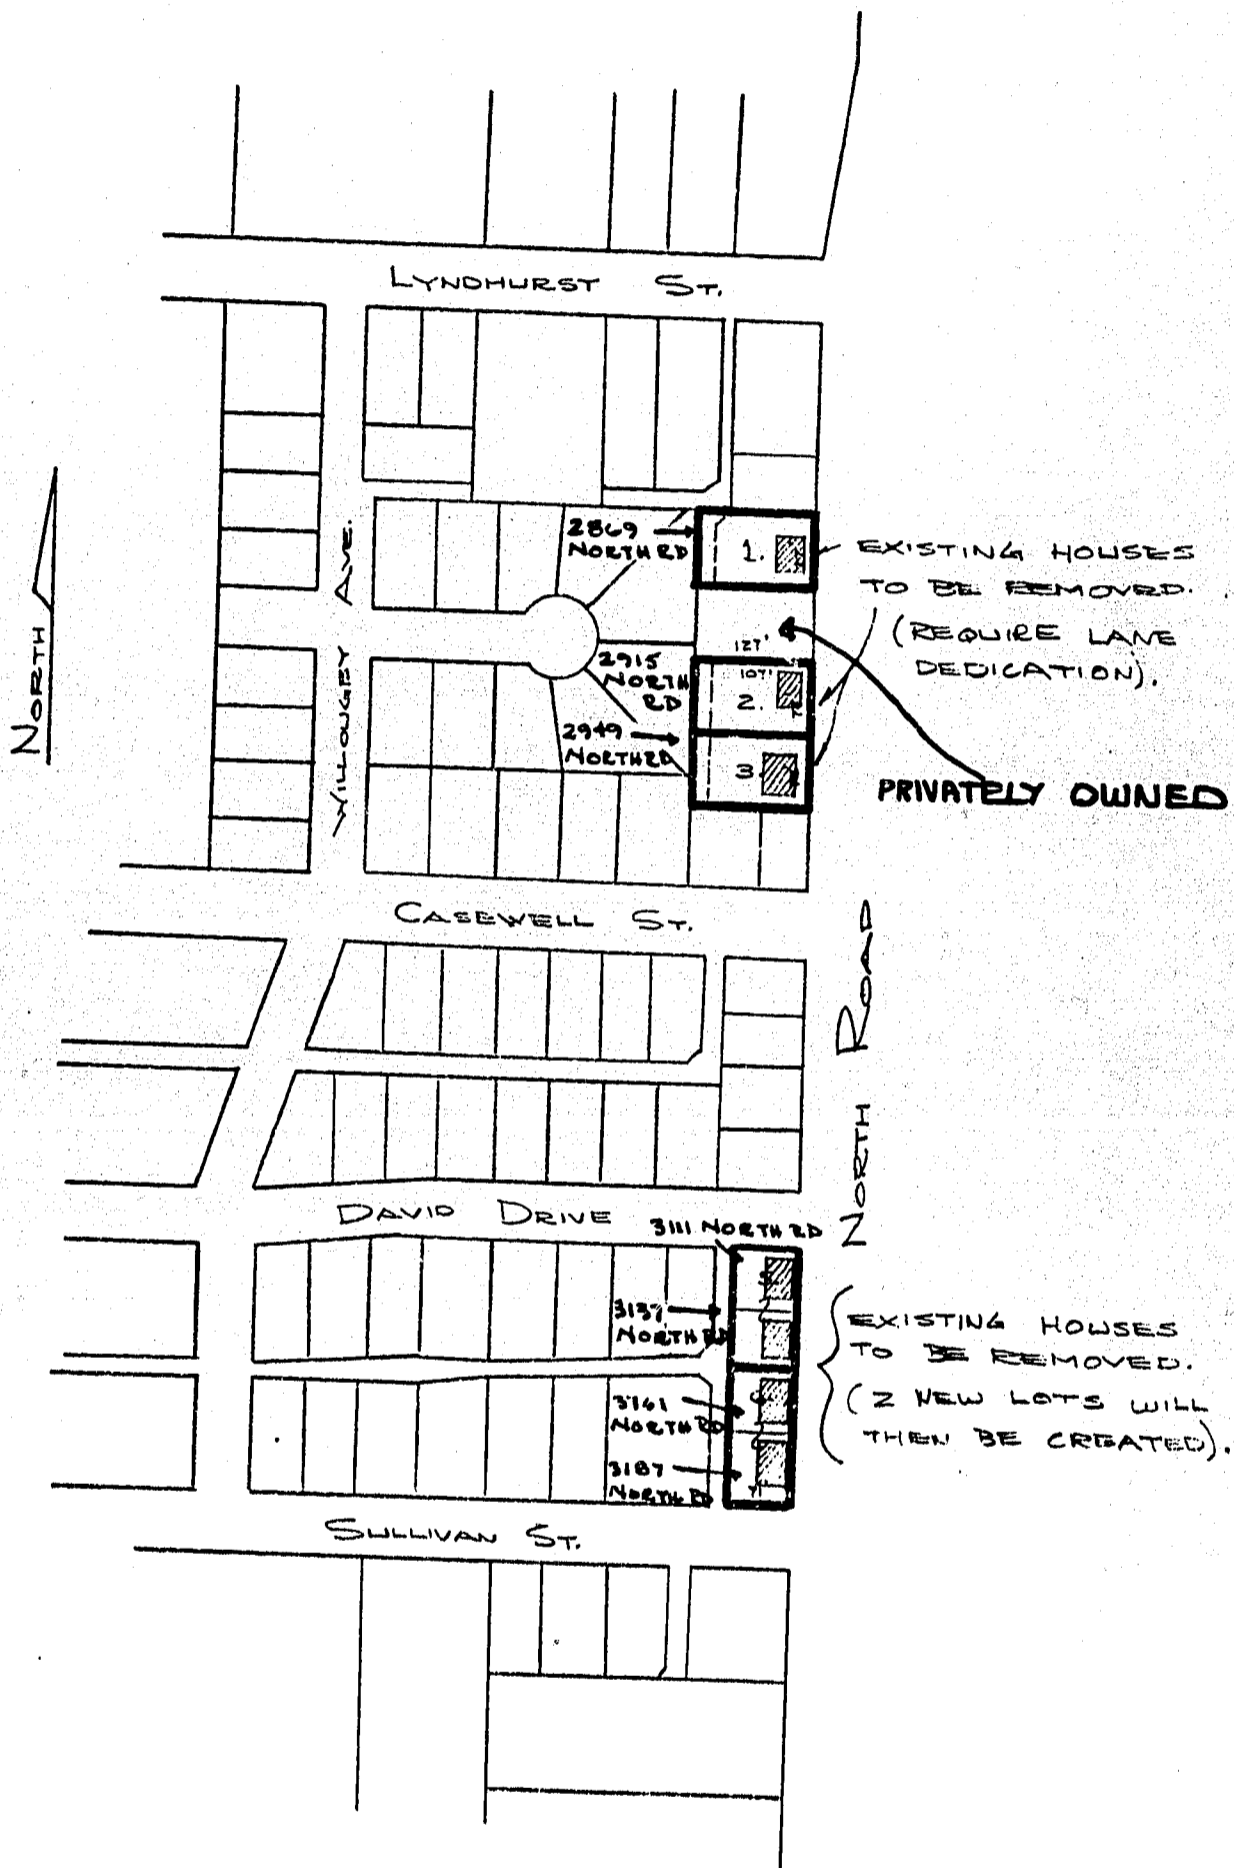 LYNDHURST ST.
NORTH
WILLOUGBY AVE.
2869
NORTH RD
1.
EXISTING HOUSES
TO BE REMOVED.
(REQUIRE LANE
DEDICATION).
127'
107'
2915
NORTH
RD
2.
2949
NORTH RD
3
PRIVATELY OWNED
CASEWELL ST.
NORTH ROAD
DAVID DRIVE
3111 NORTH RD
3137
NORTH RD
3161
NORTH RD
3187
NORTH RD
EXISTING HOUSES
TO BE REMOVED.
(2 NEW LOTS WILL
THEN BE CREATED).
SULLIVAN ST.